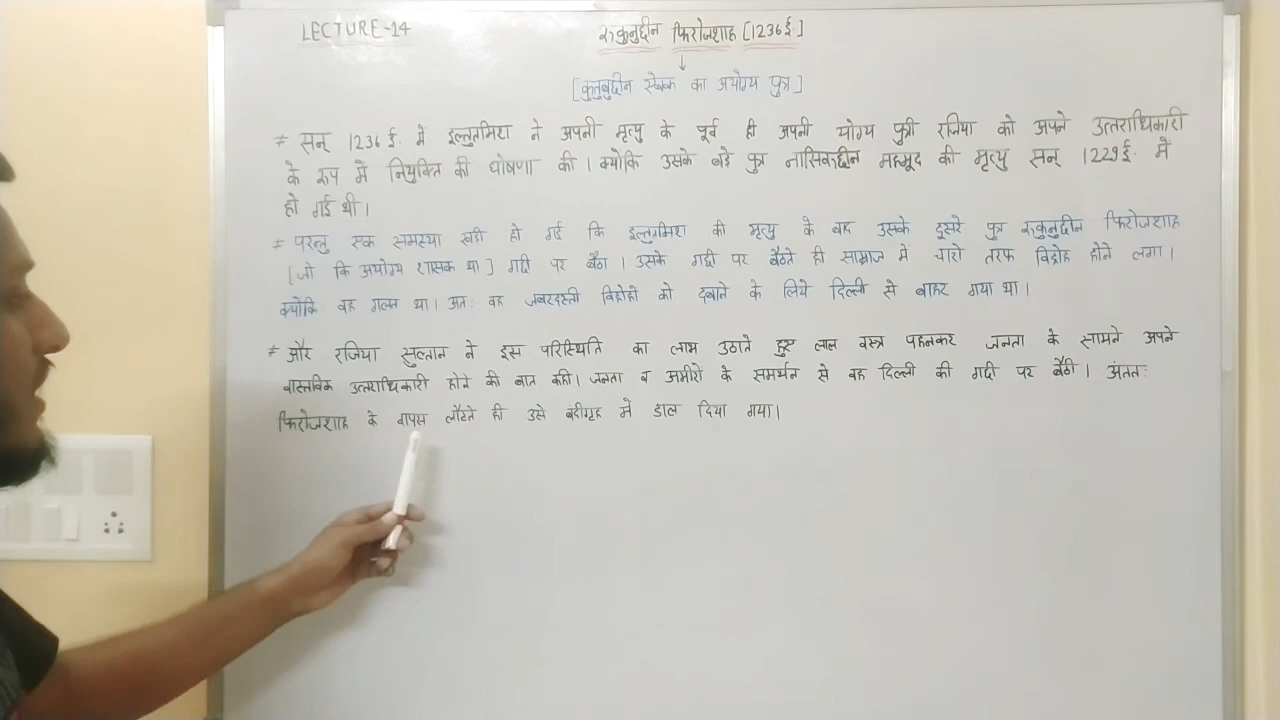 LECTURE-14
रुकुनुद्दीन फिरोजशाह [1236 ई.]
↓
[कुतुबुद्दीन ऐबक का अयोग्य पुत्र]
≠ सन् 1236 ई. में इल्तुतमिश ने अपनी मृत्यु के पूर्व ही अपनी योग्य पुत्री रजिया को अपने उत्तराधिकारी
के रूप में नियुक्ति की घोषणा की। क्योंकि उसके बड़े पुत्र नासिरूद्दीन महमूद की मृत्यु सन् 1229 ई. में
हो गई थी।
≠ परन्तु एक समस्या खड़ी हो गई कि इल्तुतमिश की मृत्यु के बाद उसके दूसरे पुत्र रुकुनुद्दीन फिरोजशाह
[जो कि अयोग्य शासक था] गद्दी पर बैठा। उसके गद्दी पर बैठते ही साम्राज में चारो तरफ विद्रोह होने लगा।
क्योंकि वह गलत था। अतः वह जबरदस्ती विद्रोहो को दबाने के लिये दिल्ली से बाहर गया था।
≠ और रजिया सुल्तान ने इस परिस्थिति का लाभ उठाते हुए लाल वस्त्र पहनकर जनता के सामने अपने
वास्तविक उत्तराधिकारी होने की बात कही। जनता व अमीरों के समर्थन से वह दिल्ली की गद्दी पर बैठी। अंततः
फिरोजशाह के वापस लौटते ही उसे बंदीगृह में डाल दिया गया।